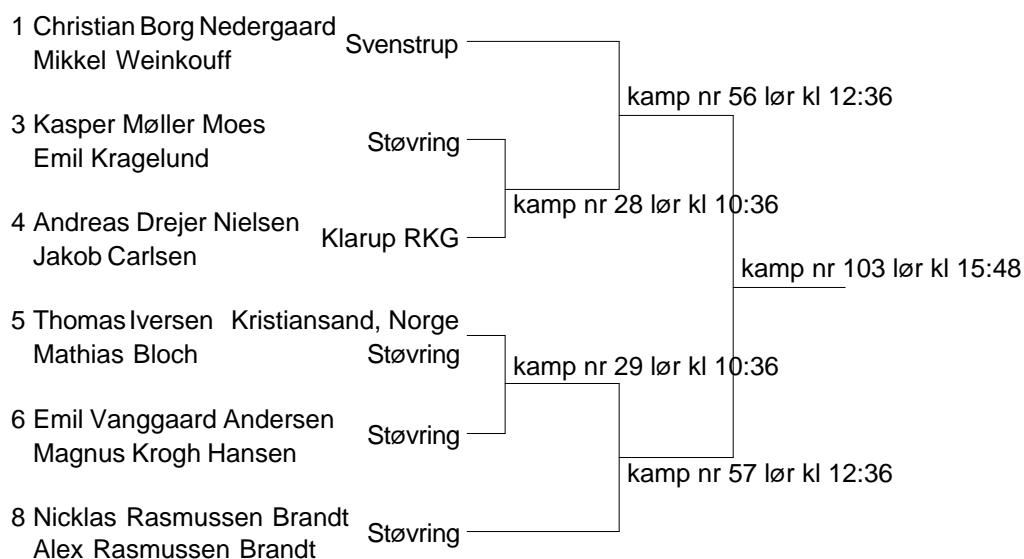 1 Christian Borg Nedergaard Svenstrup
Mikkel Weinkouff
kamp nr 56 lør kl 12:36
3 Kasper Møller Moes Støvring
Emil Kragelund
kamp nr 28 lør kl 10:36
4 Andreas Drejer Nielsen Klarup RKG
Jakob Carlsen
kamp nr 103 lør kl 15:48
5 Thomas Iversen Kristiansand, Norge
Mathias Bloch Støvring
kamp nr 29 lør kl 10:36
6 Emil Vanggaard Andersen Støvring
Magnus Krogh Hansen
kamp nr 57 lør kl 12:36
8 Nicklas Rasmussen Brandt Støvring
Alex Rasmussen Brandt